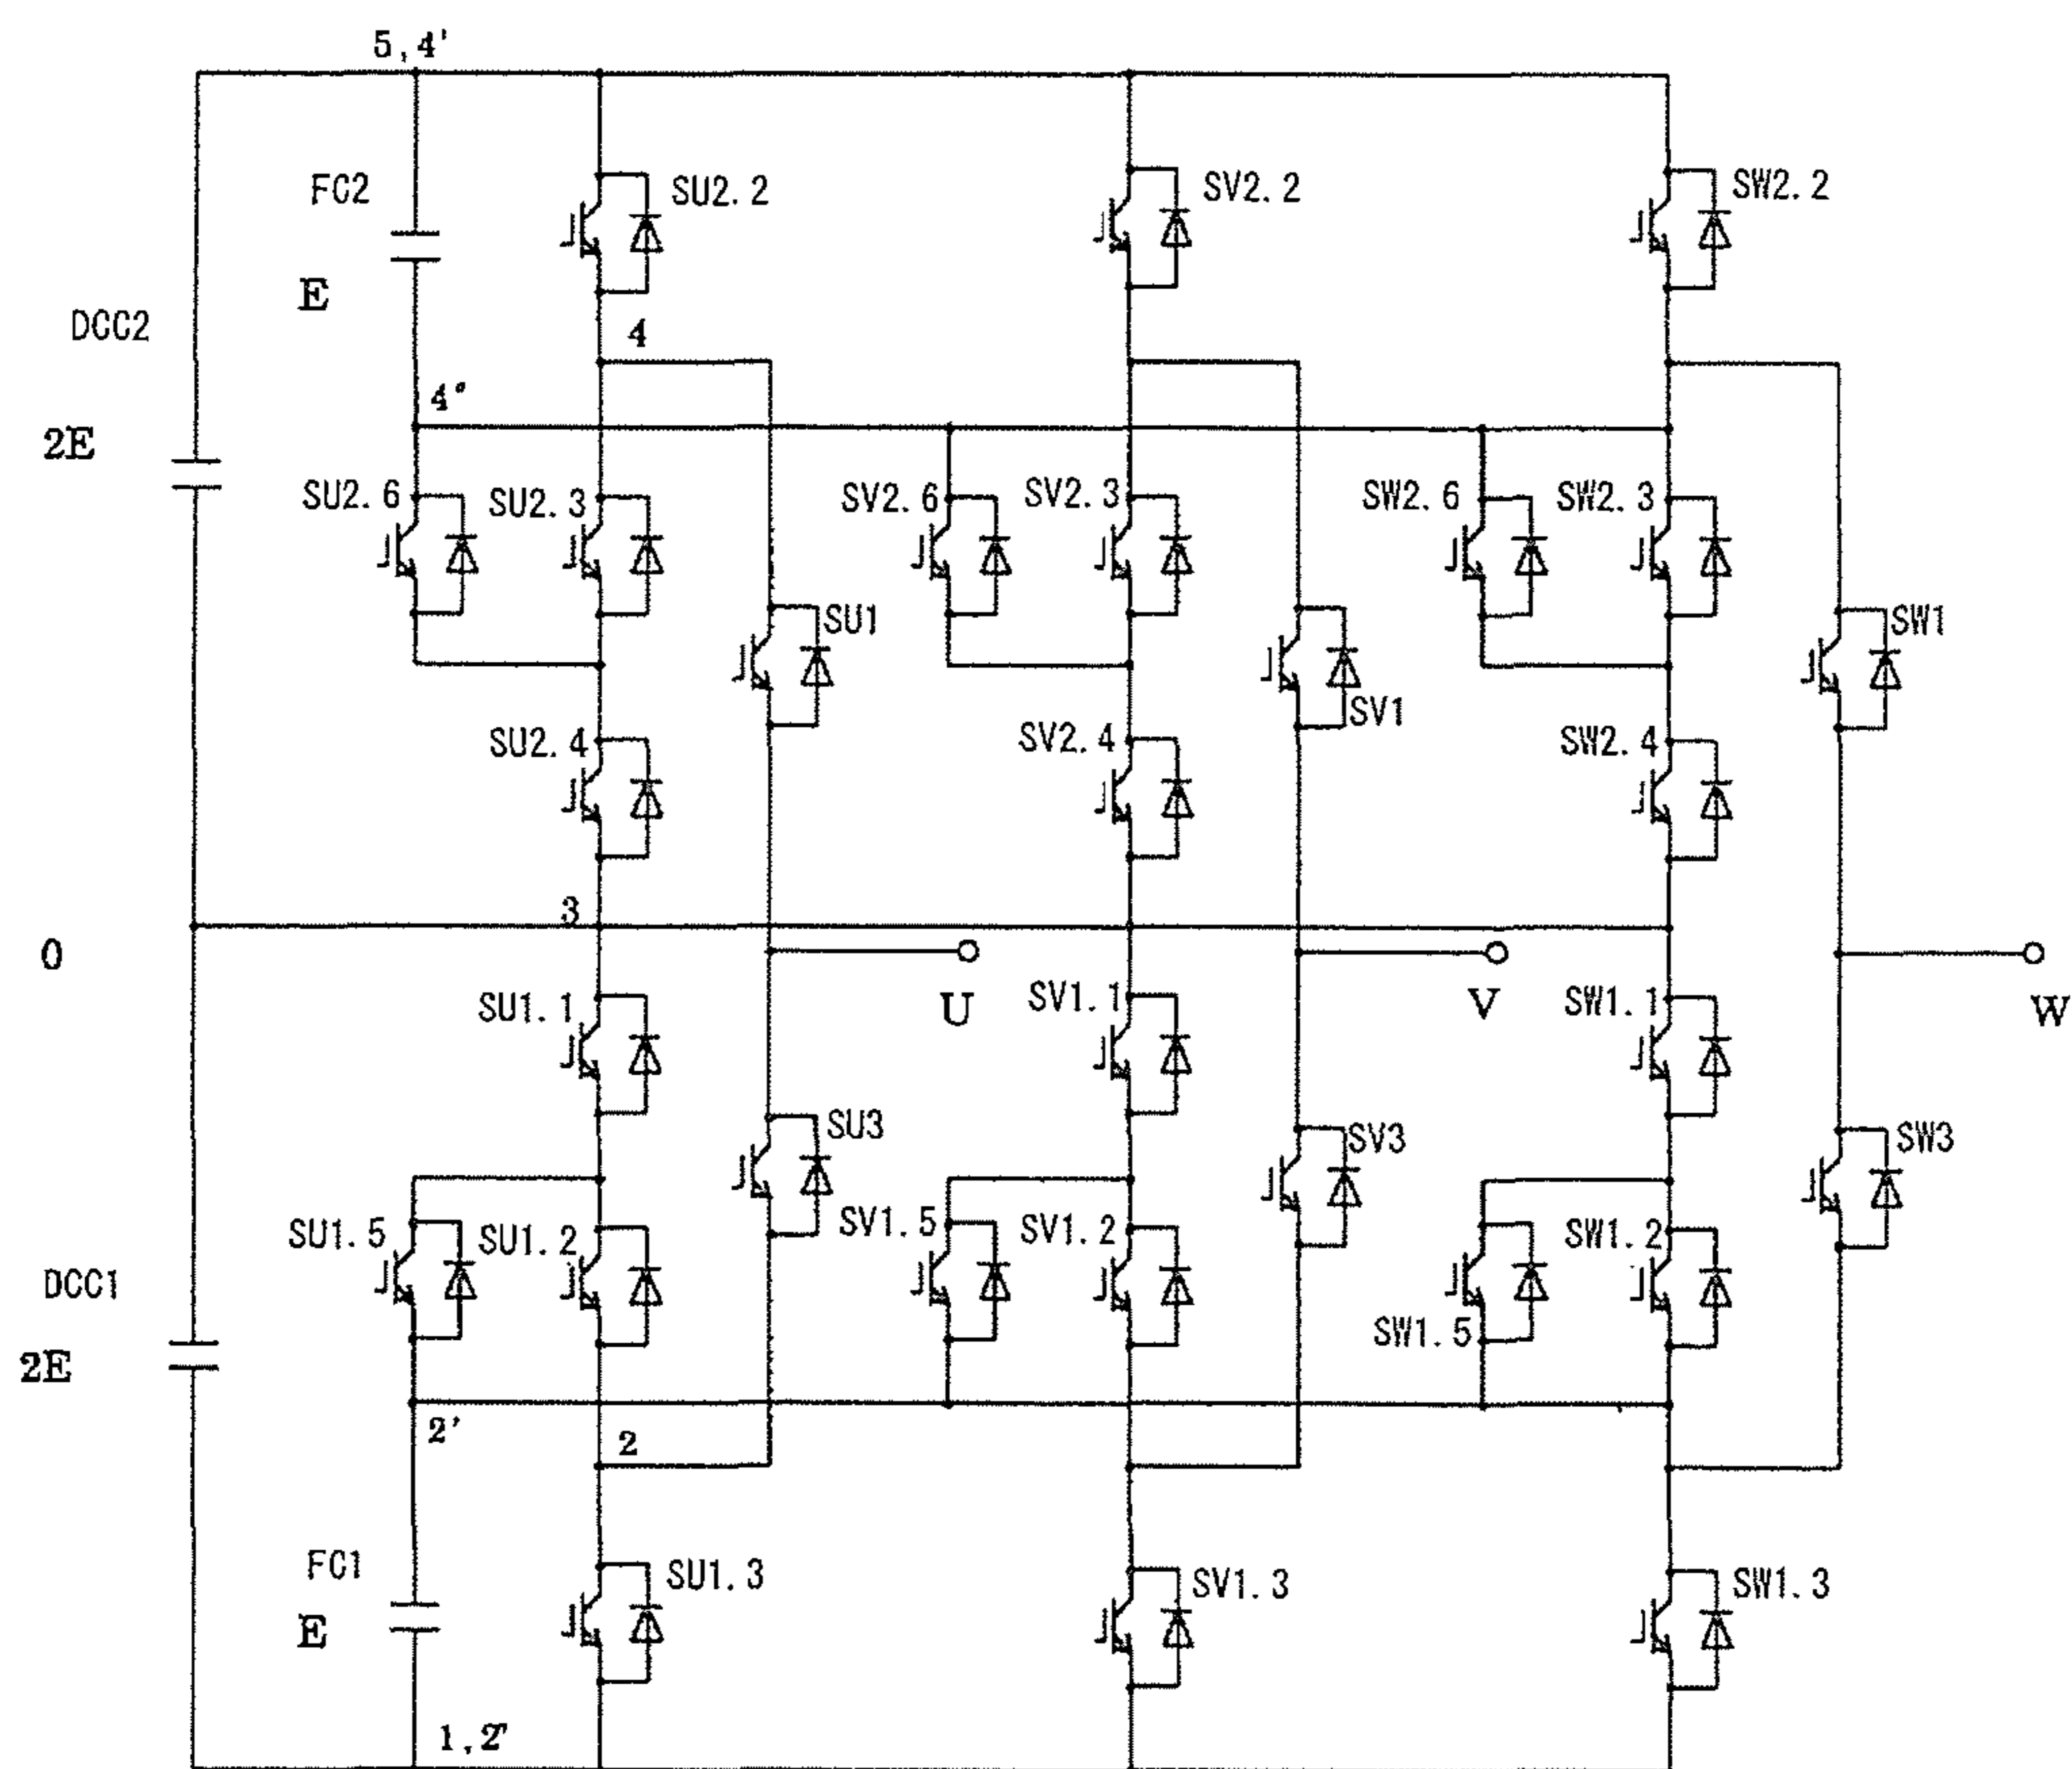 5,4'
FC2
SU2.2
SV2.2
SW2.2
E
DCC2
4
4"
2E
SU2.6
SU2.3
SV2.6
SV2.3
SW2.6
SW2.3
SU1
SV1
SW1
SU2.4
SV2.4
SW2.4
3
0
U
V
W
SU1.1
SV1.1
SW1.1
SU3
SV3
SW3
SU1.5
SU1.2
SV1.5
SV1.2
SW1.5
SW1.2
DCC1
2E
2'
2
FC1
SU1.3
SV1.3
SW1.3
E
1,2"